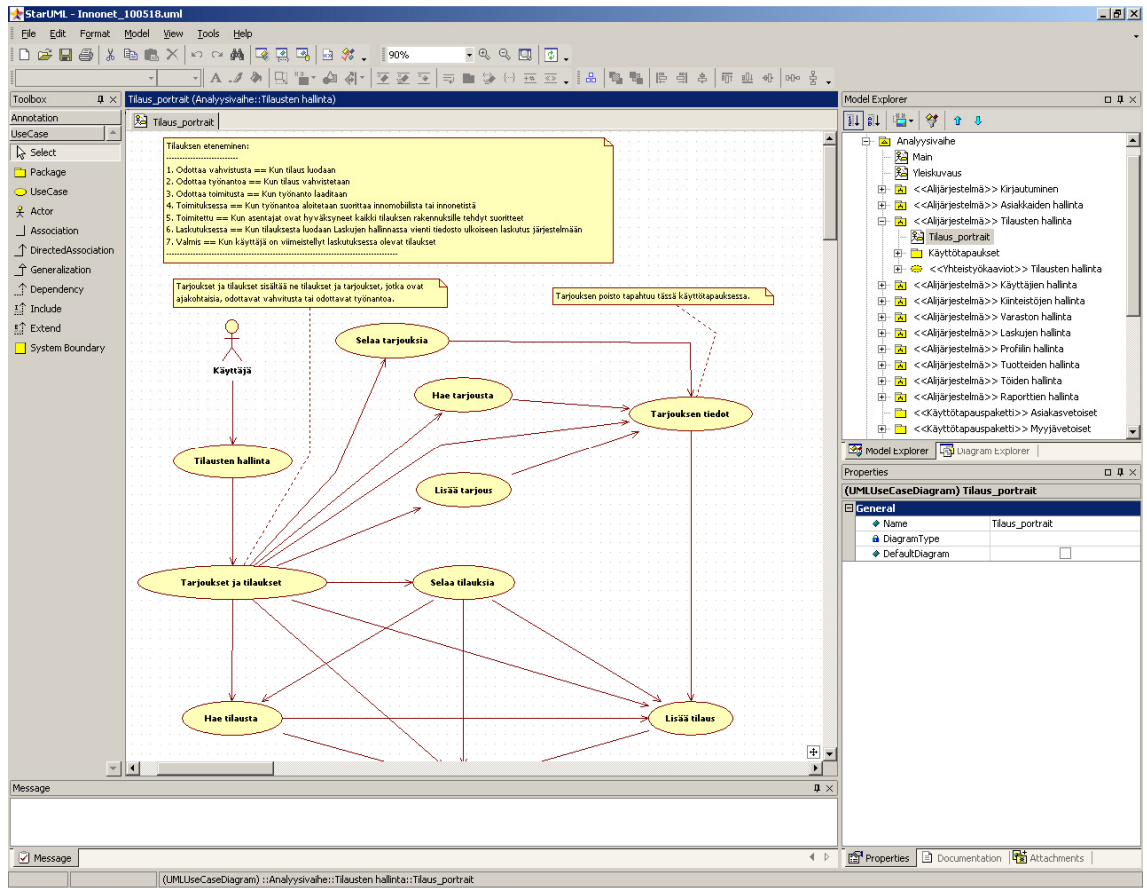 StarUML - Innonet_100518.uml
File Edit Format Model View Tools Help
90%
Toolbox
Annotation
UseCase
Select
Package
UseCase
Actor
Association
DirectedAssociation
Generalization
Dependency
Include
Extend
System Boundary
Tilaus_portrait (Analyysivaihe::Tilausten hallinta)
Tilaus_portrait
Tilauksen eteneminen:
---------------------------
1. Odottaa vahvistusta == Kun tilaus luodaan
2. Odottaa työnantoa == Kun tilaus vahvistetaan
3. Odottaa toimitusta == Kun työnanto laaditaan
4. Toimituksessa == Kun työnantoa aloitetaan suorittaa innomobilista tai innonetistä
5. Toimitettu == Kun asentajat ovat hyväksyneet kaikki tilauksen rakennuksille tehdyt suoritteet
6. Laskutuksessa == Kun tilauksesta luodaan Laskujen hallinnassa vienti tiedosto ulkoiseen laskutus järjestelmään
7. Valmis == Kun käyttäjä on viimeistellyt laskutuksessa olevat tilaukset
--------------------------------------------------------------------------------------
Tarjoukset ja tilaukset sisältää ne tilaukset ja tarjoukset, jotka ovat
ajakohtaisia, odottavat vahvitusta tai odottavat työnantoa.
Tarjouksen poisto tapahtuu tässä käyttötapauksessa.
Käyttäjä
Selaa tarjouksia
Hae tarjousta
Tarjouksen tiedot
Tilausten hallinta
Lisää tarjous
Tarjoukset ja tilaukset
Selaa tilauksia
Hae tilausta
Lisää tilaus
Model Explorer
Analyysivaihe
Main
Yleiskuvaus
<<Alijärjestelmä>> Kirjautuminen
<<Alijärjestelmä>> Asiakkaiden hallinta
<<Alijärjestelmä>> Tilausten hallinta
Tilaus_portrait
Käyttötapaukset
<<Yhteistyökaaviot>> Tilausten hallinta
<<Alijärjestelmä>> Käyttäjien hallinta
<<Alijärjestelmä>> Kiinteistöjen hallinta
<<Alijärjestelmä>> Varaston hallinta
<<Alijärjestelmä>> Laskujen hallinta
<<Alijärjestelmä>> Profiilin hallinta
<<Alijärjestelmä>> Tuotteiden hallinta
<<Alijärjestelmä>> Töiden hallinta
<<Alijärjestelmä>> Raporttien hallinta
<<Käyttötapauspaketti>> Asiakasvetoiset
<<Käyttötapauspaketti>> Myyjävetoiset
Model Explorer Diagram Explorer
Properties
(UMLUseCaseDiagram) Tilaus_portrait
General
Name Tilaus_portrait
DiagramType
DefaultDiagram
Properties Documentation Attachments
Message
Message
(UMLUseCaseDiagram) ::Analyysivaihe::Tilausten hallinta::Tilaus_portrait